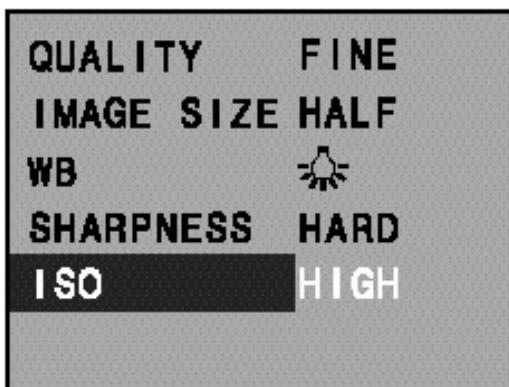 QUALITY FINE
IMAGE SIZE HALF
WB
SHARPNESS HARD
ISO HIGH